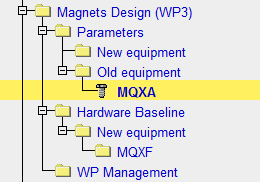 Magnets Design (WP3)
Parameters
New equipment
Old equipment
MQXA
Hardware Baseline
New equipment
MQXF
WP Management